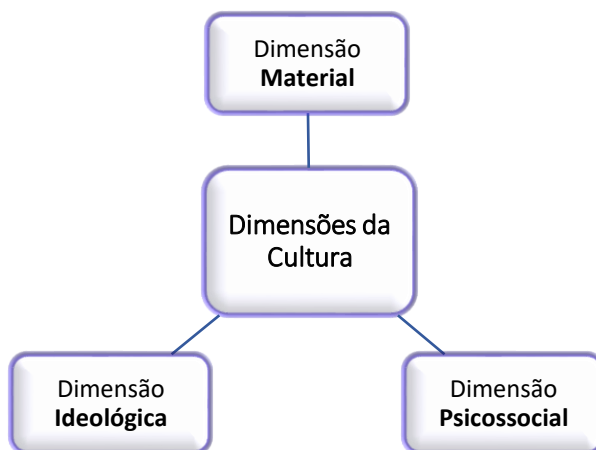 Dimensão
Material
Dimensões da
Cultura
Dimensão
Ideológica
Dimensão
Psicossocial